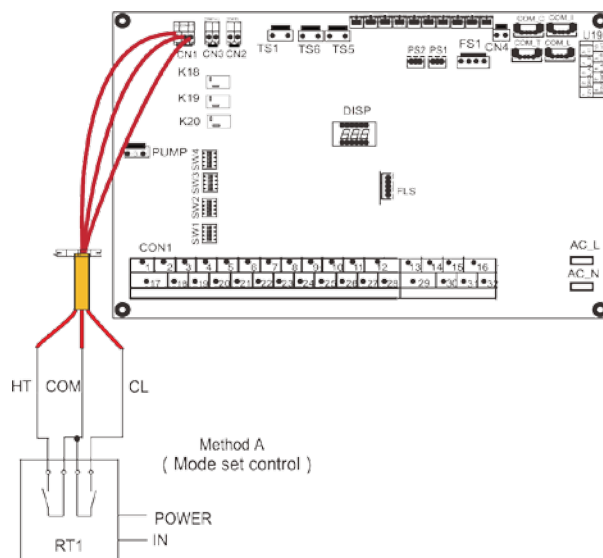 COM_C COM_I
CN1 CN3 CN2 TS1 TS6 TS5 PS2 PS1 FS1 CN4 COM_T COM_L U19
K18
K19
K20
DISP
PUMP
SW4
SW3
SW2
SW1
FLS
CON1
AC_L
AC_N
1 2 3 4 5 6 7 8 9 10 11 12 13 14 15 16
17 18 19 20 21 22 23 24 25 26 27 28 29 30 31 32
HT COM CL
Method A
( Mode set control )
POWER
IN
RT1